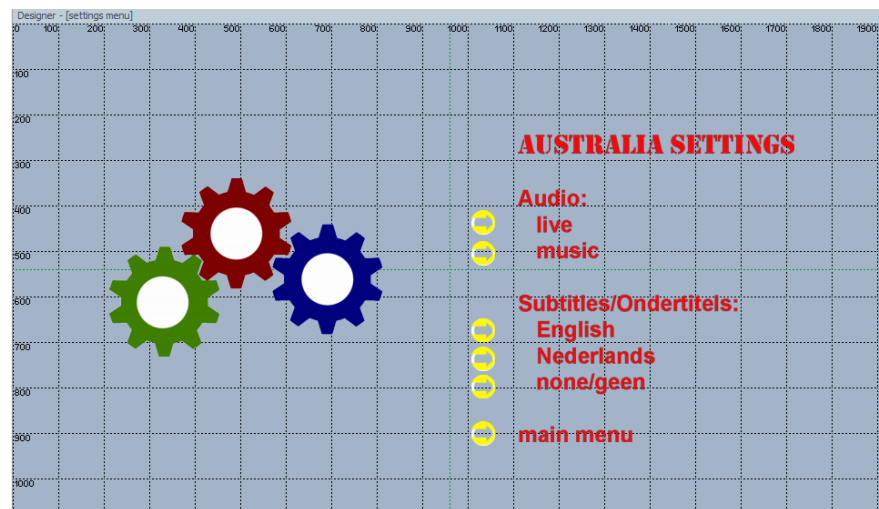 Designer - [settings menu]
0 100 200 300 400 500 600 700 800 900 1000 1100 1200 1300 1400 1500 1600 1700 1800 1900
100
200
AUSTRALIA SETTINGS
300
Audio:
400
live
music
500
600
Subtitles/Ondertitels:
English
700
Nederlands
none/geen
800
900
main menu
1000